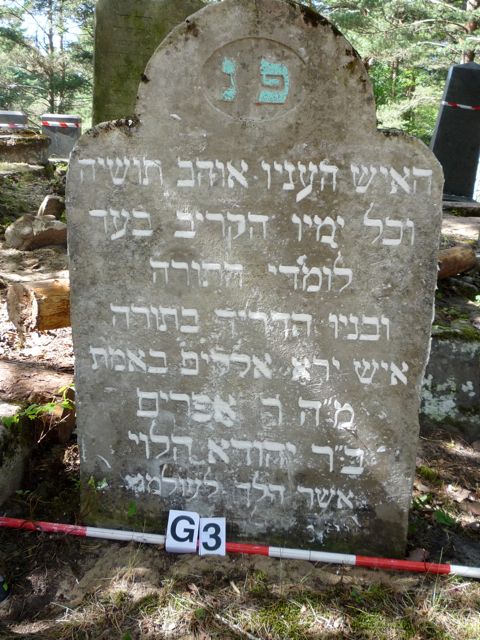 פ נ
האיש העניו אוהב תושיה
וכל ימיו הקריב בעד
לומדי התורה
ובניו הדריך בתורה
איש ירא אלקים באמת
מ״ה ר׳ אפרים
ב״ר יהודא הלוי
אשר הלך לעולמו
G3